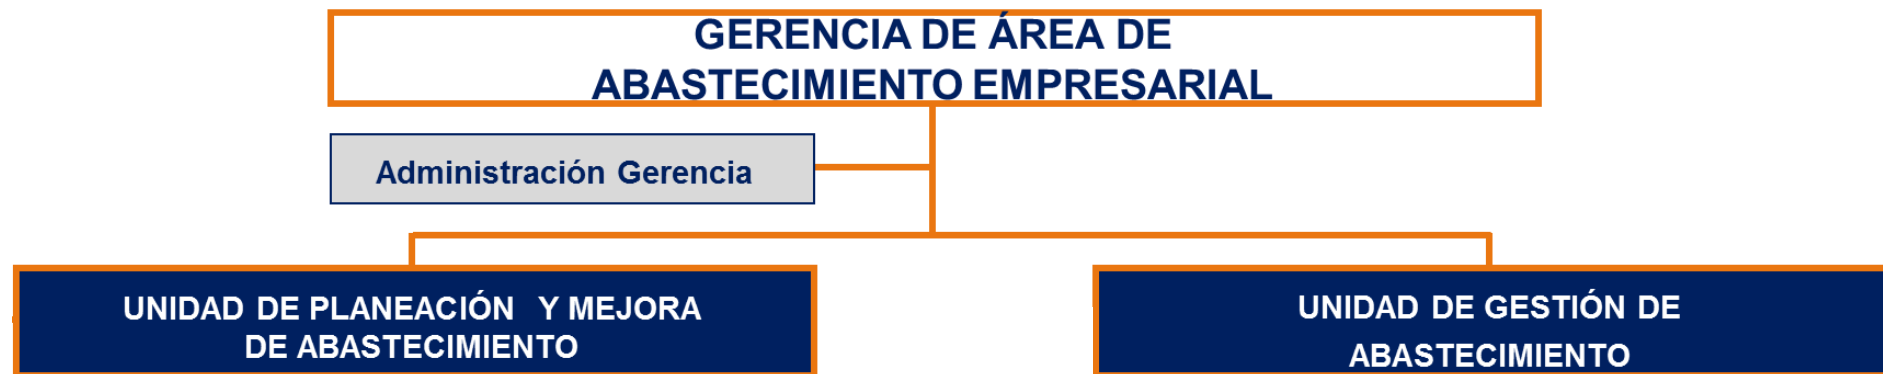 GERENCIA DE ÁREA DE
ABASTECIMIENTO EMPRESARIAL
Administración Gerencia
UNIDAD DE PLANEACIÓN Y MEJORA
DE ABASTECIMIENTO
UNIDAD DE GESTIÓN DE
ABASTECIMIENTO